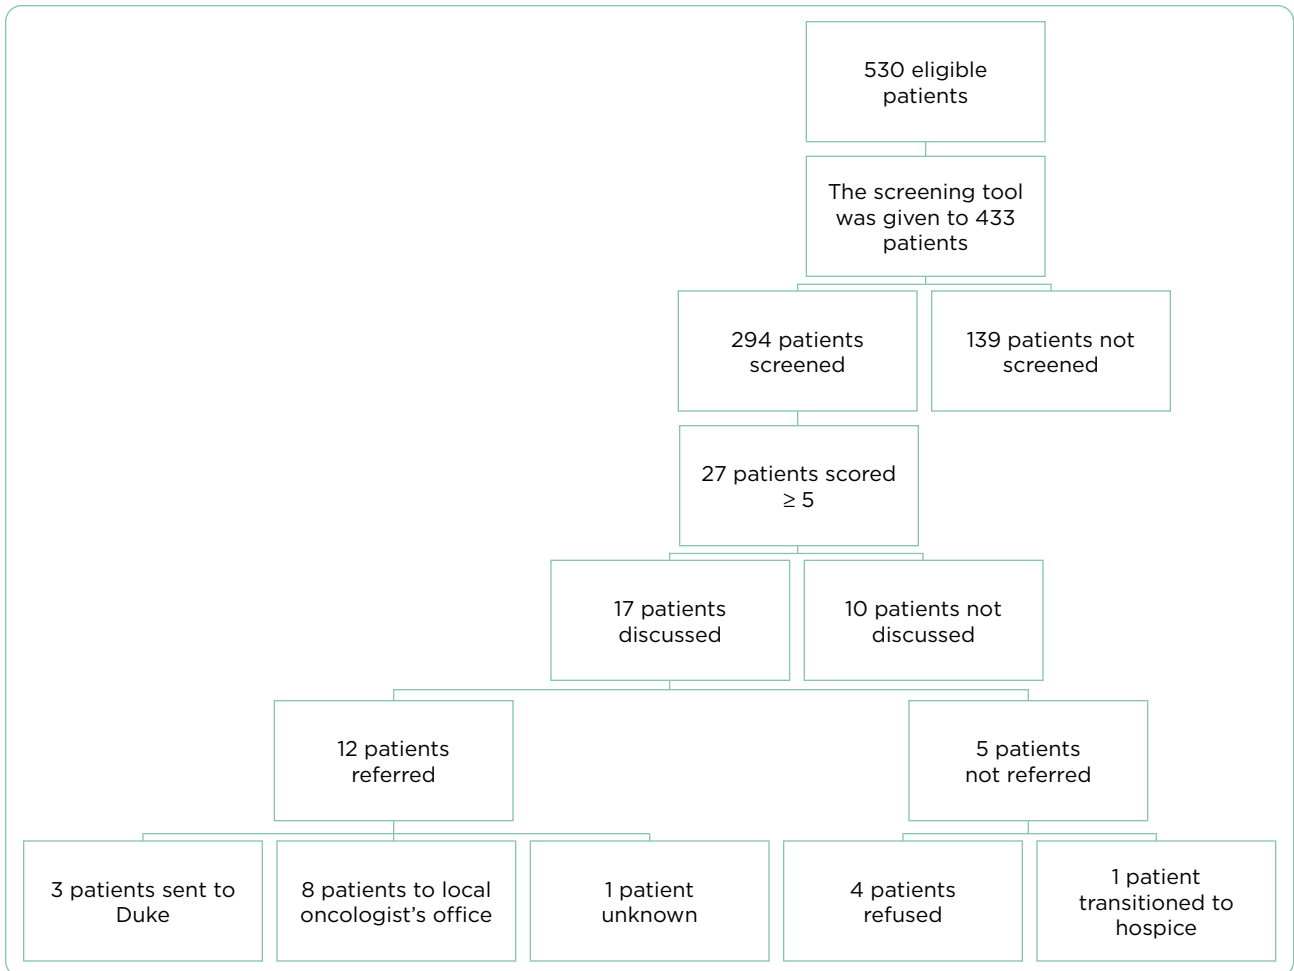 530 eligible
patients
The screening tool
was given to 433
patients
294 patients
screened
139 patients not
screened
27 patients scored
≥ 5
17 patients
discussed
10 patients not
discussed
12 patients
referred
5 patients
not referred
3 patients sent to
Duke
8 patients to local
oncologist’s office
1 patient
unknown
4 patients
refused
1 patient
transitioned to
hospice